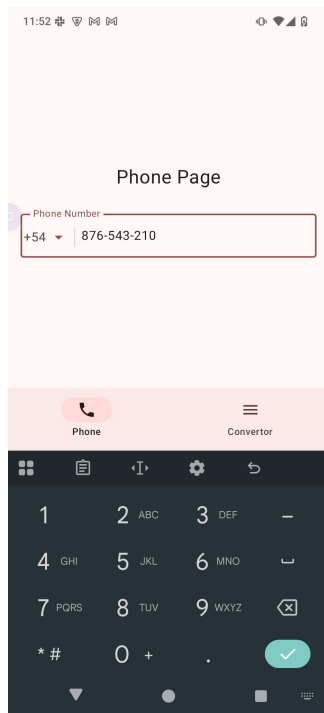 11:52
Phone Page
Phone Number
+54 876-543-210
Phone Convertor
1 2 ABC 3 DEF –
4 GHI 5 JKL 6 MNO
7 PQRS 8 TUV 9 WXYZ
* # 0 + .